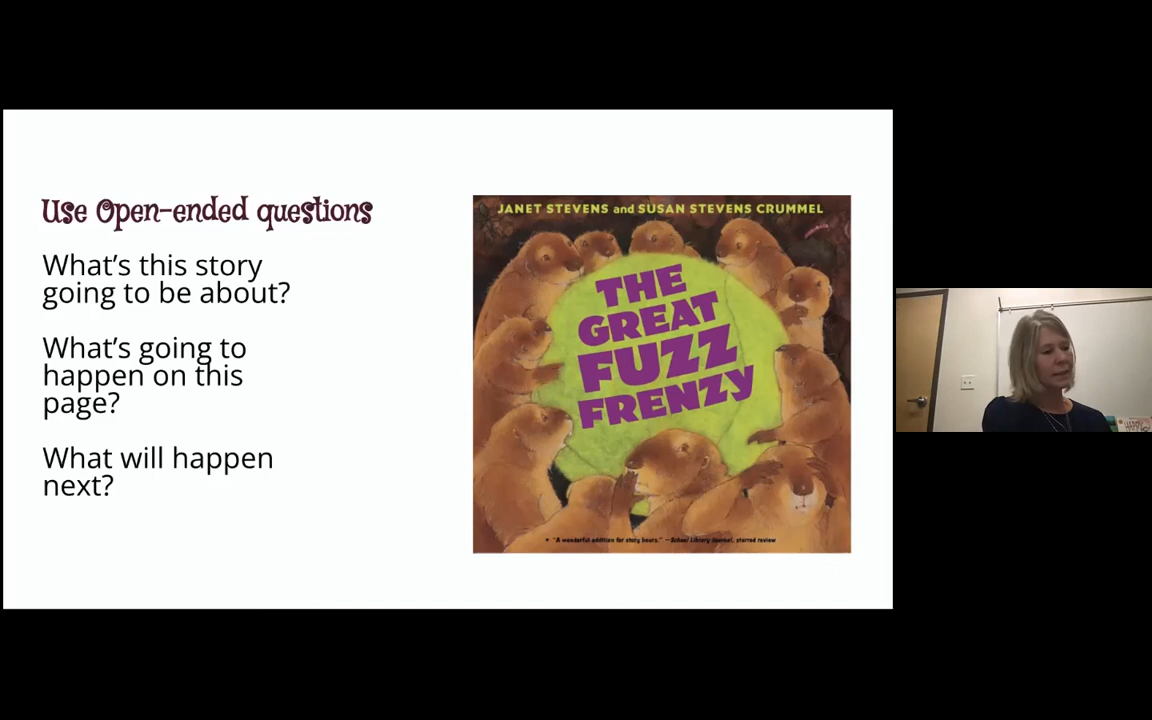 Use Open-ended questions
What's this story
going to be about?
What's going to
happen on this
page?
What will happen
next?
JANET STEVENS and SUSAN STEVENS CRUMMEL
THE
GREAT
FUZZ
FRENZY
★ "A wonderful addition for story hours." —School Library Journal, starred review
HAPPY